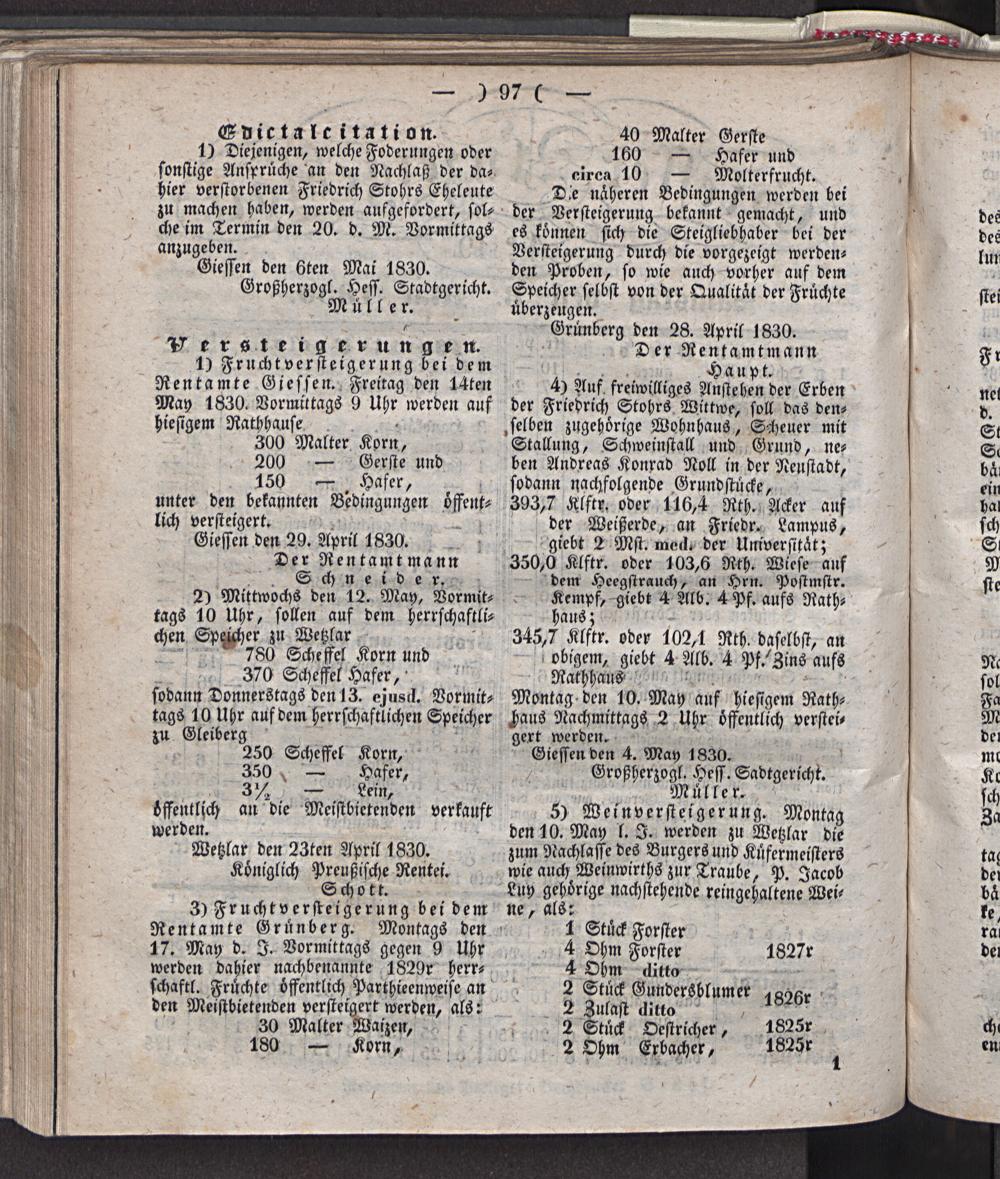 — ) 97 ( —
Edictalcitation.
1) Diejenigen, welche Foderungen oder
sonstige Ansprüche an den Nachlaß der da-
hier verstorbenen Friedrich Stohrs Eheleute
zu machen haben, werden aufgefordert, sol-
che im Termin den 20. d. M. Vormittags
anzugeben.
Giessen den 6ten Mai 1830.
Großherzogl. Hess. Stadtgericht.
Müller.
Versteigerungen.
1) Fruchtversteigerung bei dem
Rentamte Giessen. Freitag den 14ten
May 1830. Vormittags 9 Uhr werden auf
hiesigem Rathhause
300 Malter Korn,
200 — Gerste und
150 — Hafer,
unter den bekannten Bedingungen öffent-
lich versteigert.
Giessen den 29. April 1830.
Der Rentamtmann
Schneider.
2) Mittwochs den 12. May, Vormit-
tags 10 Uhr, sollen auf dem herrschaftli-
chen Speicher zu Wetzlar
780 Scheffel Korn und
370 Scheffel Hafer,
sodann Donnerstags den 13. ejusd. Vormit-
tags 10 Uhr auf dem herrschaftlichen Speicher
zu Gleiberg
250 Scheffel Korn,
350 — Hafer,
3½ — Lein,
öffentlich an die Meistbietenden verkauft
werden.
Wetzlar den 23ten April 1830.
Königlich Preußische Rentei.
Schott.
3) Fruchtversteigerung bei dem
Rentamte Grünberg. Montags den
17. May d. J. Vormittags gegen 9 Uhr
werden dahier nachbenannte 1829r herr-
schaftl. Früchte öffentlich Parthieenweise an
den Meistbietenden versteigert werden, als:
30 Malter Waizen,
180 — Korn,
40 Malter Gerste
160 — Hafer und
circa 10 — Molterfrucht.
Die näheren Bedingungen werden bei
der Versteigerung bekannt gemacht, und
es können sich die Steigliebhaber bei der
Versteigerung durch die vorgezeigt werden-
den Proben, so wie auch vorher auf dem
Speicher selbst von der Qualität der Früchte
überzeugen.
Grünberg den 28. April 1830.
Der Rentamtmann
Haupt.
4) Auf freiwilliges Anstehen der Erben
der Friedrich Stohrs Wittwe, soll das den-
selben zugehörige Wohnhaus, Scheuer mit
Stallung, Schweinstall und Grund, ne-
ben Andreas Konrad Noll in der Neustadt,
sodann nachfolgende Grundstücke,
393,7 Klftr. oder 116,4 Rth. Acker auf
der Weißerde, an Friedr. Lampus,
giebt 2 Mst. med. der Universität;
350,0 Klftr. oder 103,6 Rth. Wiese auf
dem Heegstrauch, an Hrn. Postmstr.
Kempf, giebt 4 Alb. 4 Pf. aufs Rath-
haus;
345,7 Klftr. oder 102,1 Rth. daselbst, an
obigem, giebt 4 Alb. 4 Pf. Zins aufs
Rathhaus
Montag den 10. May auf hiesigem Rath-
haus Nachmittags 2 Uhr öffentlich verstei-
gert werden.
Giessen den 4. May 1830.
Großherzogl. Hess. Sadtgericht.
Müller.
5) Weinversteigerung. Montag
den 10. May l. J. werden zu Wetzlar die
zum Nachlasse des Burgers und Küfermeisters
wie auch Weinwirths zur Traube, P. Jacob
Luy gehörige nachstehende reingehaltene Wei-
ne, als:
1 Stück Forster
4 Ohm Forster 1827r
4 Ohm ditto
2 Stück Gundersblumer 1826r
2 Zulast ditto
2 Stück Oestricher, 1825r
2 Ohm Erbacher, 1825r
1